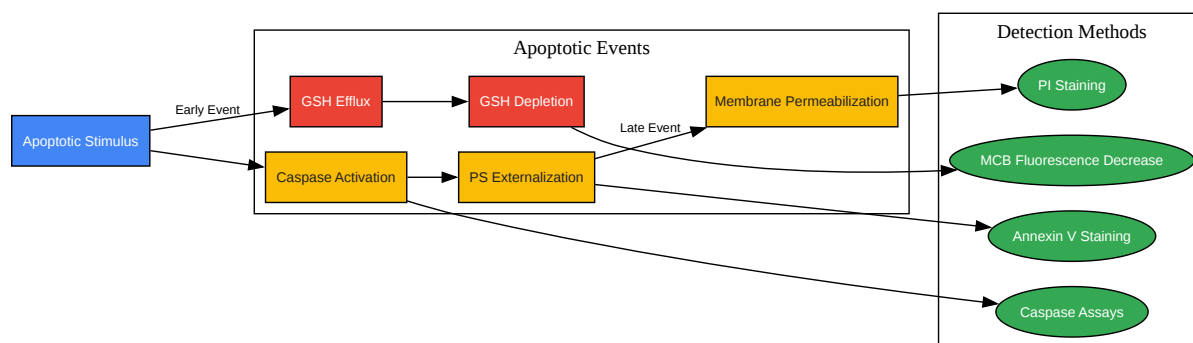 Detection Methods
Apoptotic Events
PI Staining
GSH Efflux
GSH Depletion
Membrane Permeabilization
Early Event
Late Event
Apoptotic Stimulus
MCB Fluorescence Decrease
Caspase Activation
PS Externalization
Annexin V Staining
Caspase Assays